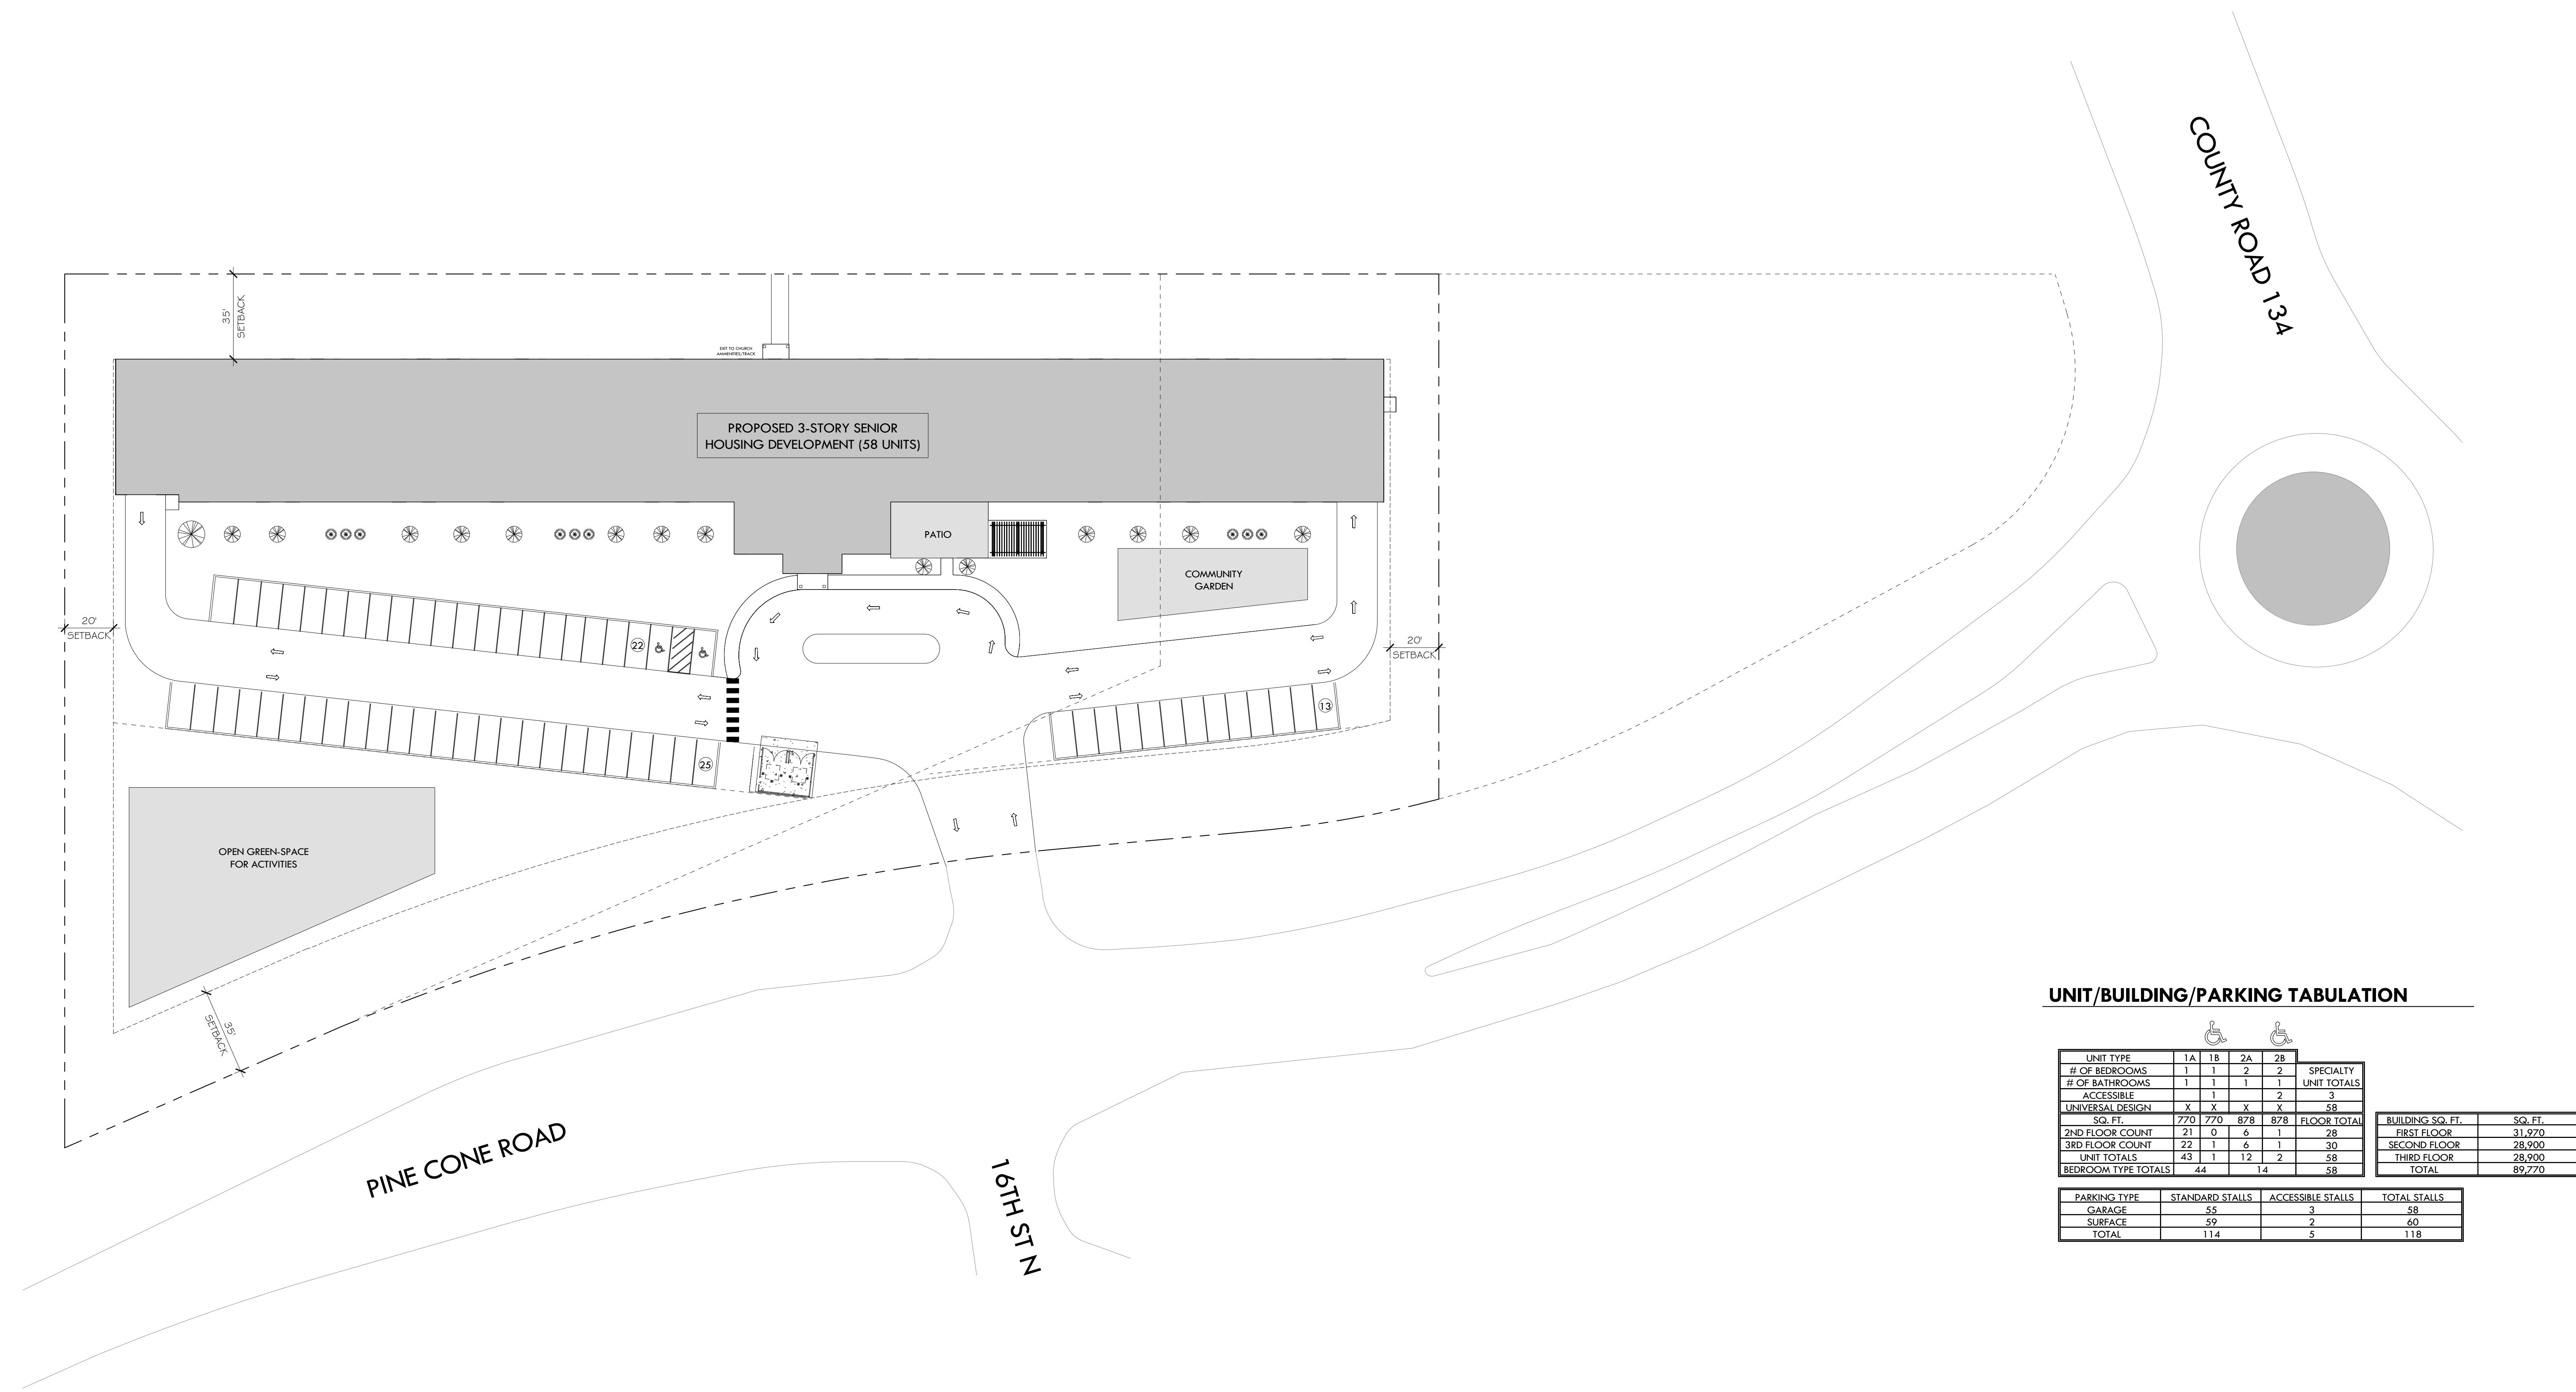 COUNTY ROAD 134
35'
SETBACK
EXIT TO CHURCH
AMMENITIES/TRACK
PROPOSED 3-STORY SENIOR
HOUSING DEVELOPMENT (58 UNITS)
PATIO
COMMUNITY
GARDEN
20'
SETBACK
22
20'
SETBACK
13
25
OPEN GREEN-SPACE
FOR ACTIVITIES
35'
SETBACK
PINE CONE ROAD
16TH ST N
UNIT/BUILDING/PARKING TABULATION
UNIT TYPE 1A 1B 2A 2B
# OF BEDROOMS 1 1 2 2 SPECIALTY
# OF BATHROOMS 1 1 1 1 UNIT TOTALS
ACCESSIBLE 1 2 3
UNIVERSAL DESIGN X X X X 58
SQ. FT. 770 770 878 878 FLOOR TOTAL
2ND FLOOR COUNT 21 0 6 1 28
3RD FLOOR COUNT 22 1 6 1 30
UNIT TOTALS 43 1 12 2 58
BEDROOM TYPE TOTALS 44 14 58
BUILDING SQ. FT. SQ. FT.
FIRST FLOOR 31,970
SECOND FLOOR 28,900
THIRD FLOOR 28,900
TOTAL 89,770
PARKING TYPE STANDARD STALLS ACCESSIBLE STALLS TOTAL STALLS
GARAGE 55 3 58
SURFACE 59 2 60
TOTAL 114 5 118